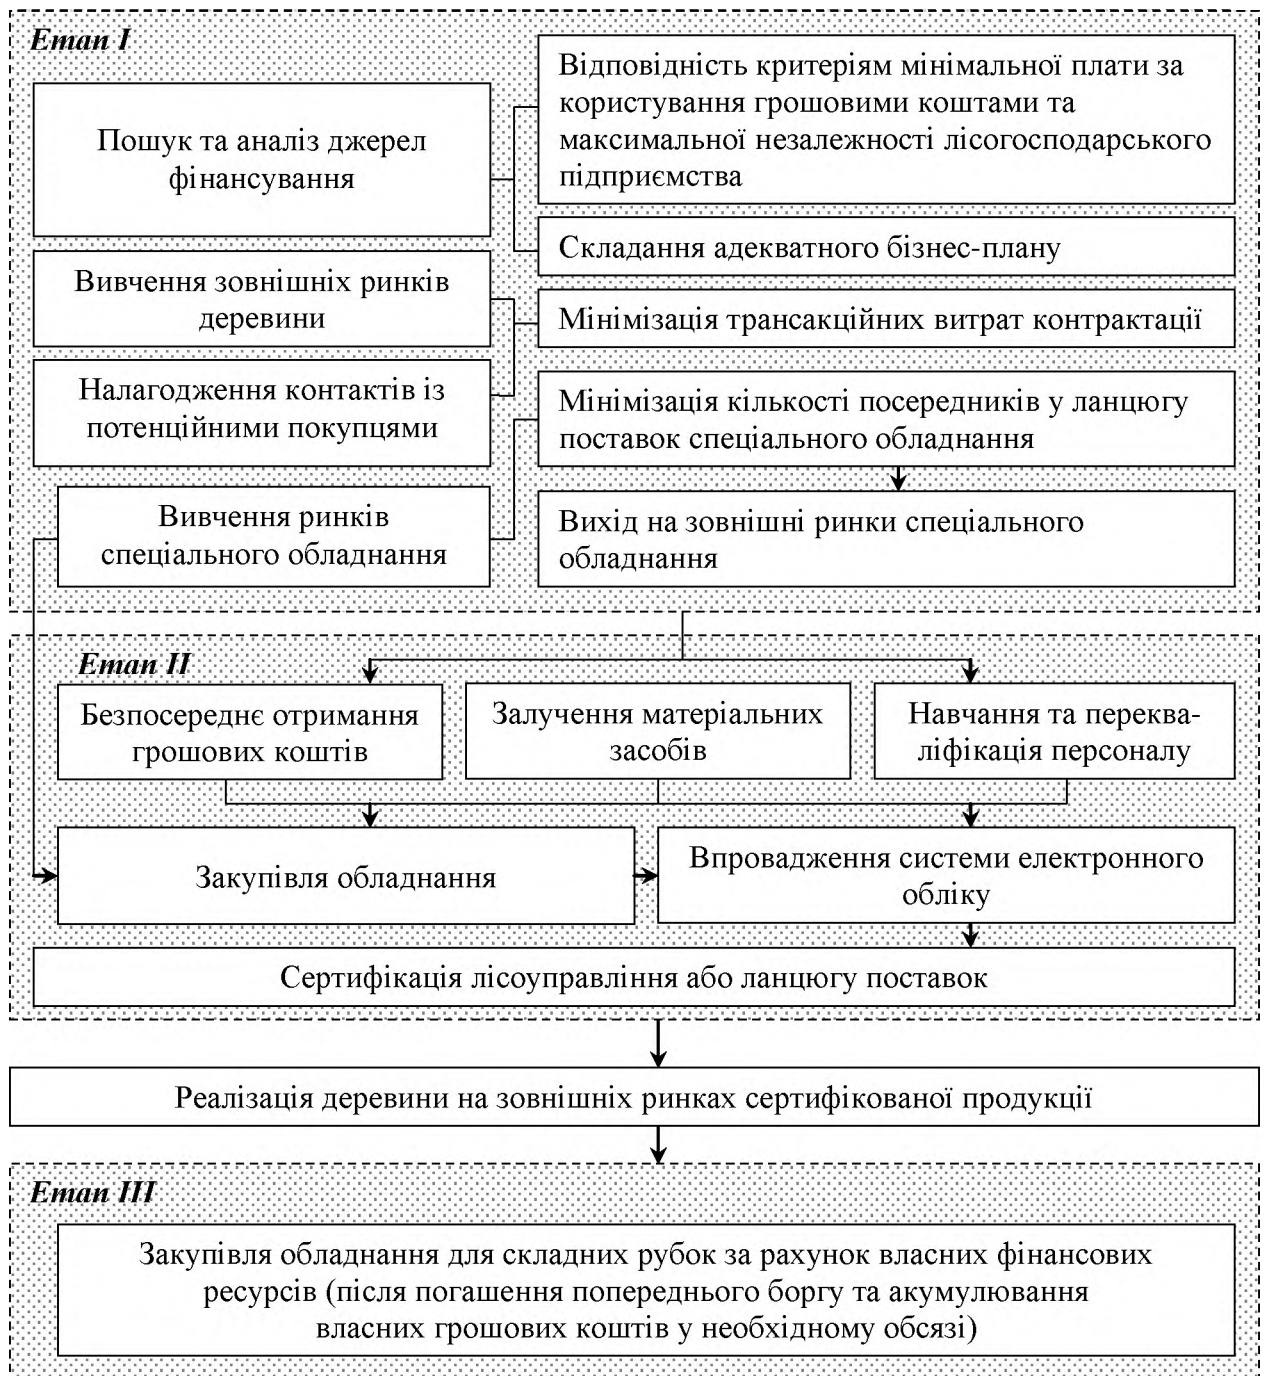 Етап I
Пошук та аналіз джерел
фінансування
Відповідність критеріям мінімальної плати за
користування грошовими коштами та
максимальної незалежності лісогосподарського
підприємства
Складання адекватного бізнес-плану
Вивчення зовнішніх ринків
деревини
Мінімізація трансакційних витрат контрактації
Налагодження контактів із
потенційними покупцями
Мінімізація кількості посередників у ланцюгу
поставок спеціального обладнання
Вивчення ринків
спеціального обладнання
Вихід на зовнішні ринки спеціального
обладнання
Етап II
Безпосереднє отримання
грошових коштів
Залучення матеріальних
засобів
Навчання та переква-
ліфікація персоналу
Закупівля обладнання
Впровадження системи електронного
обліку
Сертифікація лісоуправління або ланцюгу поставок
Реалізація деревини на зовнішніх ринках сертифікованої продукції
Етап III
Закупівля обладнання для складних рубок за рахунок власних фінансових
ресурсів (після погашення попереднього боргу та акумулювання
власних грошових коштів у необхідному обсязі)